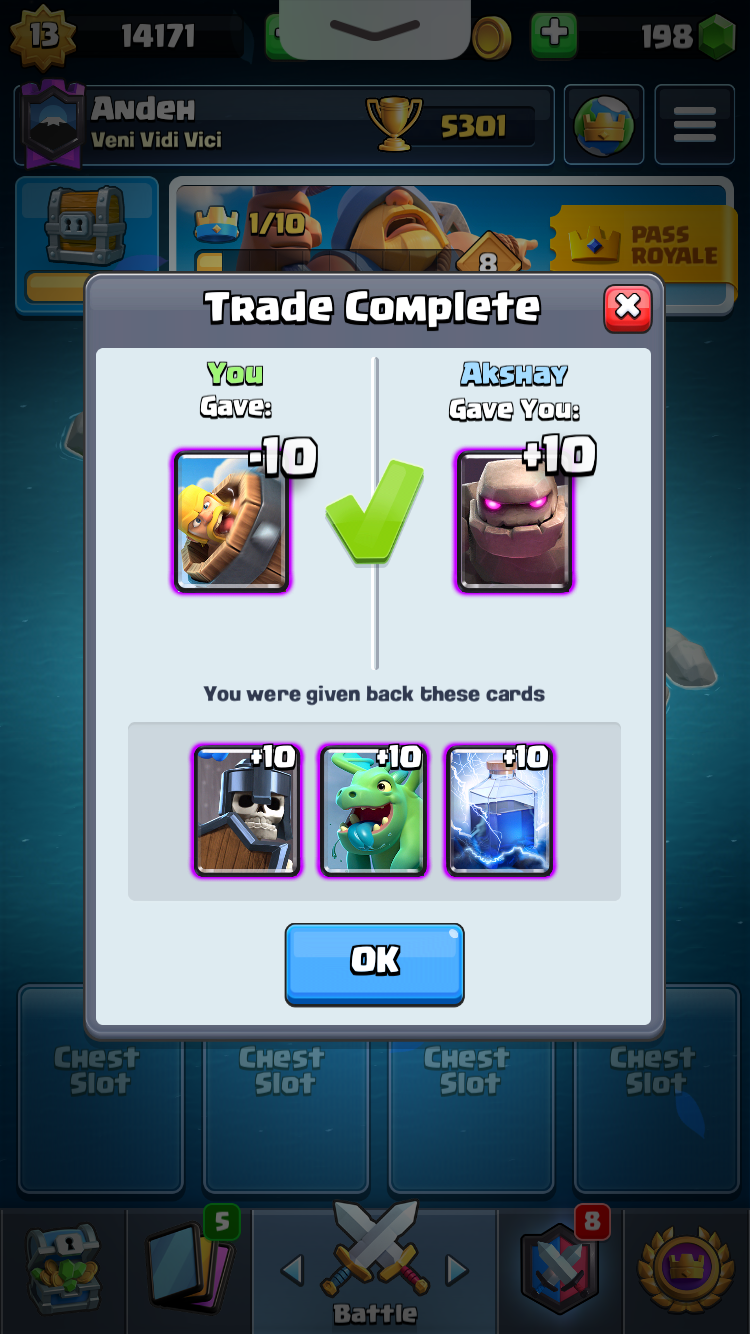 13
14171
198
Andeh
Veni Vidi Vici
5301
1/10
8
PASS
ROYALE
Trade Complete
You
Gave:
Akshay
Gave You:
-10
+10
You were given back these cards
+10
+10
+10
OK
Chest
Slot
Chest
Slot
Chest
Slot
Chest
Slot
5
8
Battle